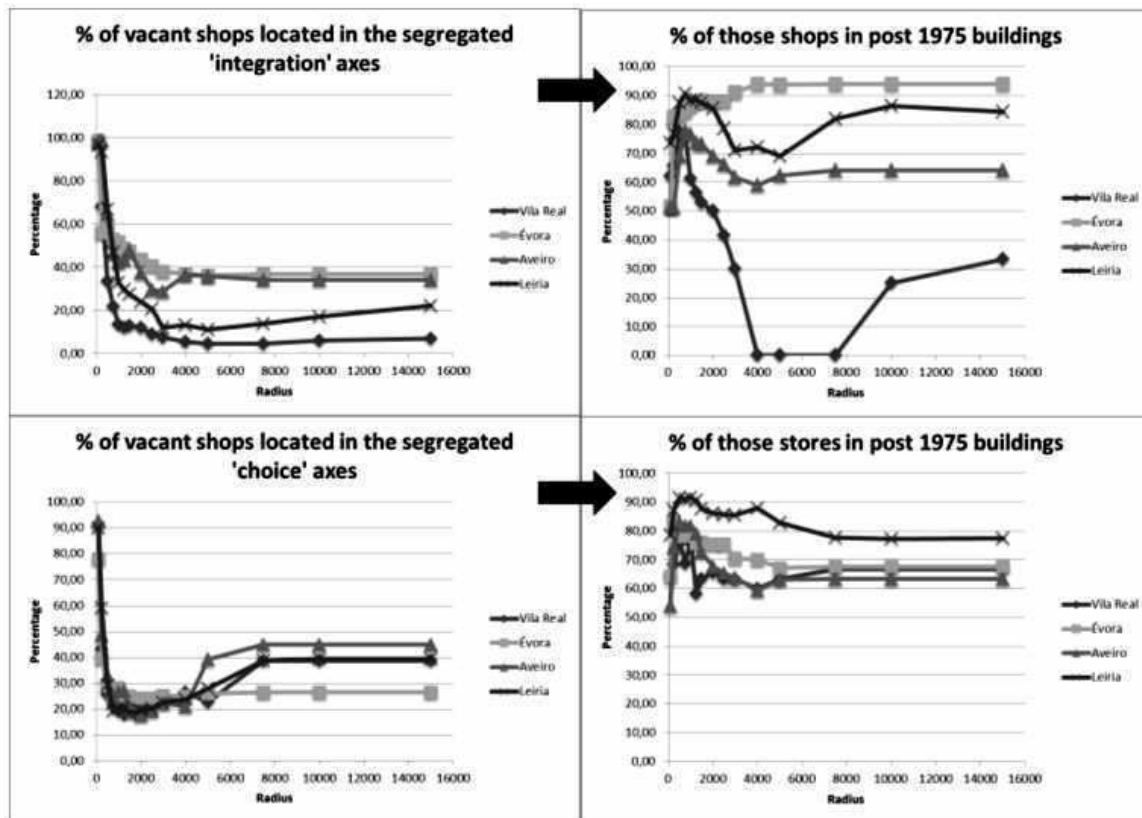 % of vacant shops located in the segregated
'integration' axes
120,00
100,00
80,00
60,00
40,00
20,00
0,00
Percentage
0 2000 4000 6000 8000 10000 12000 14000 16000
Radius
Vila Real
Évora
Aveiro
Leiria
% of those shops in post 1975 buildings
100,00
90,00
80,00
70,00
60,00
50,00
40,00
30,00
20,00
10,00
0,00
Percentage
0 2000 4000 6000 8000 10000 12000 14000 16000
Radius
Vila Real
Évora
Aveiro
Leiria
% of vacant shops located in the segregated
'choice' axes
100,00
90,00
80,00
70,00
60,00
50,00
40,00
30,00
20,00
10,00
0,00
Percentage
0 2000 4000 6000 8000 10000 12000 14000 16000
Radius
Vila Real
Évora
Aveiro
Leiria
% of those stores in post 1975 buildings
100,00
90,00
80,00
70,00
60,00
50,00
40,00
30,00
20,00
10,00
0,00
Percentage
0 2000 4000 6000 8000 10000 12000 14000 16000
Radius
Vila Real
Évora
Aveiro
Leiria